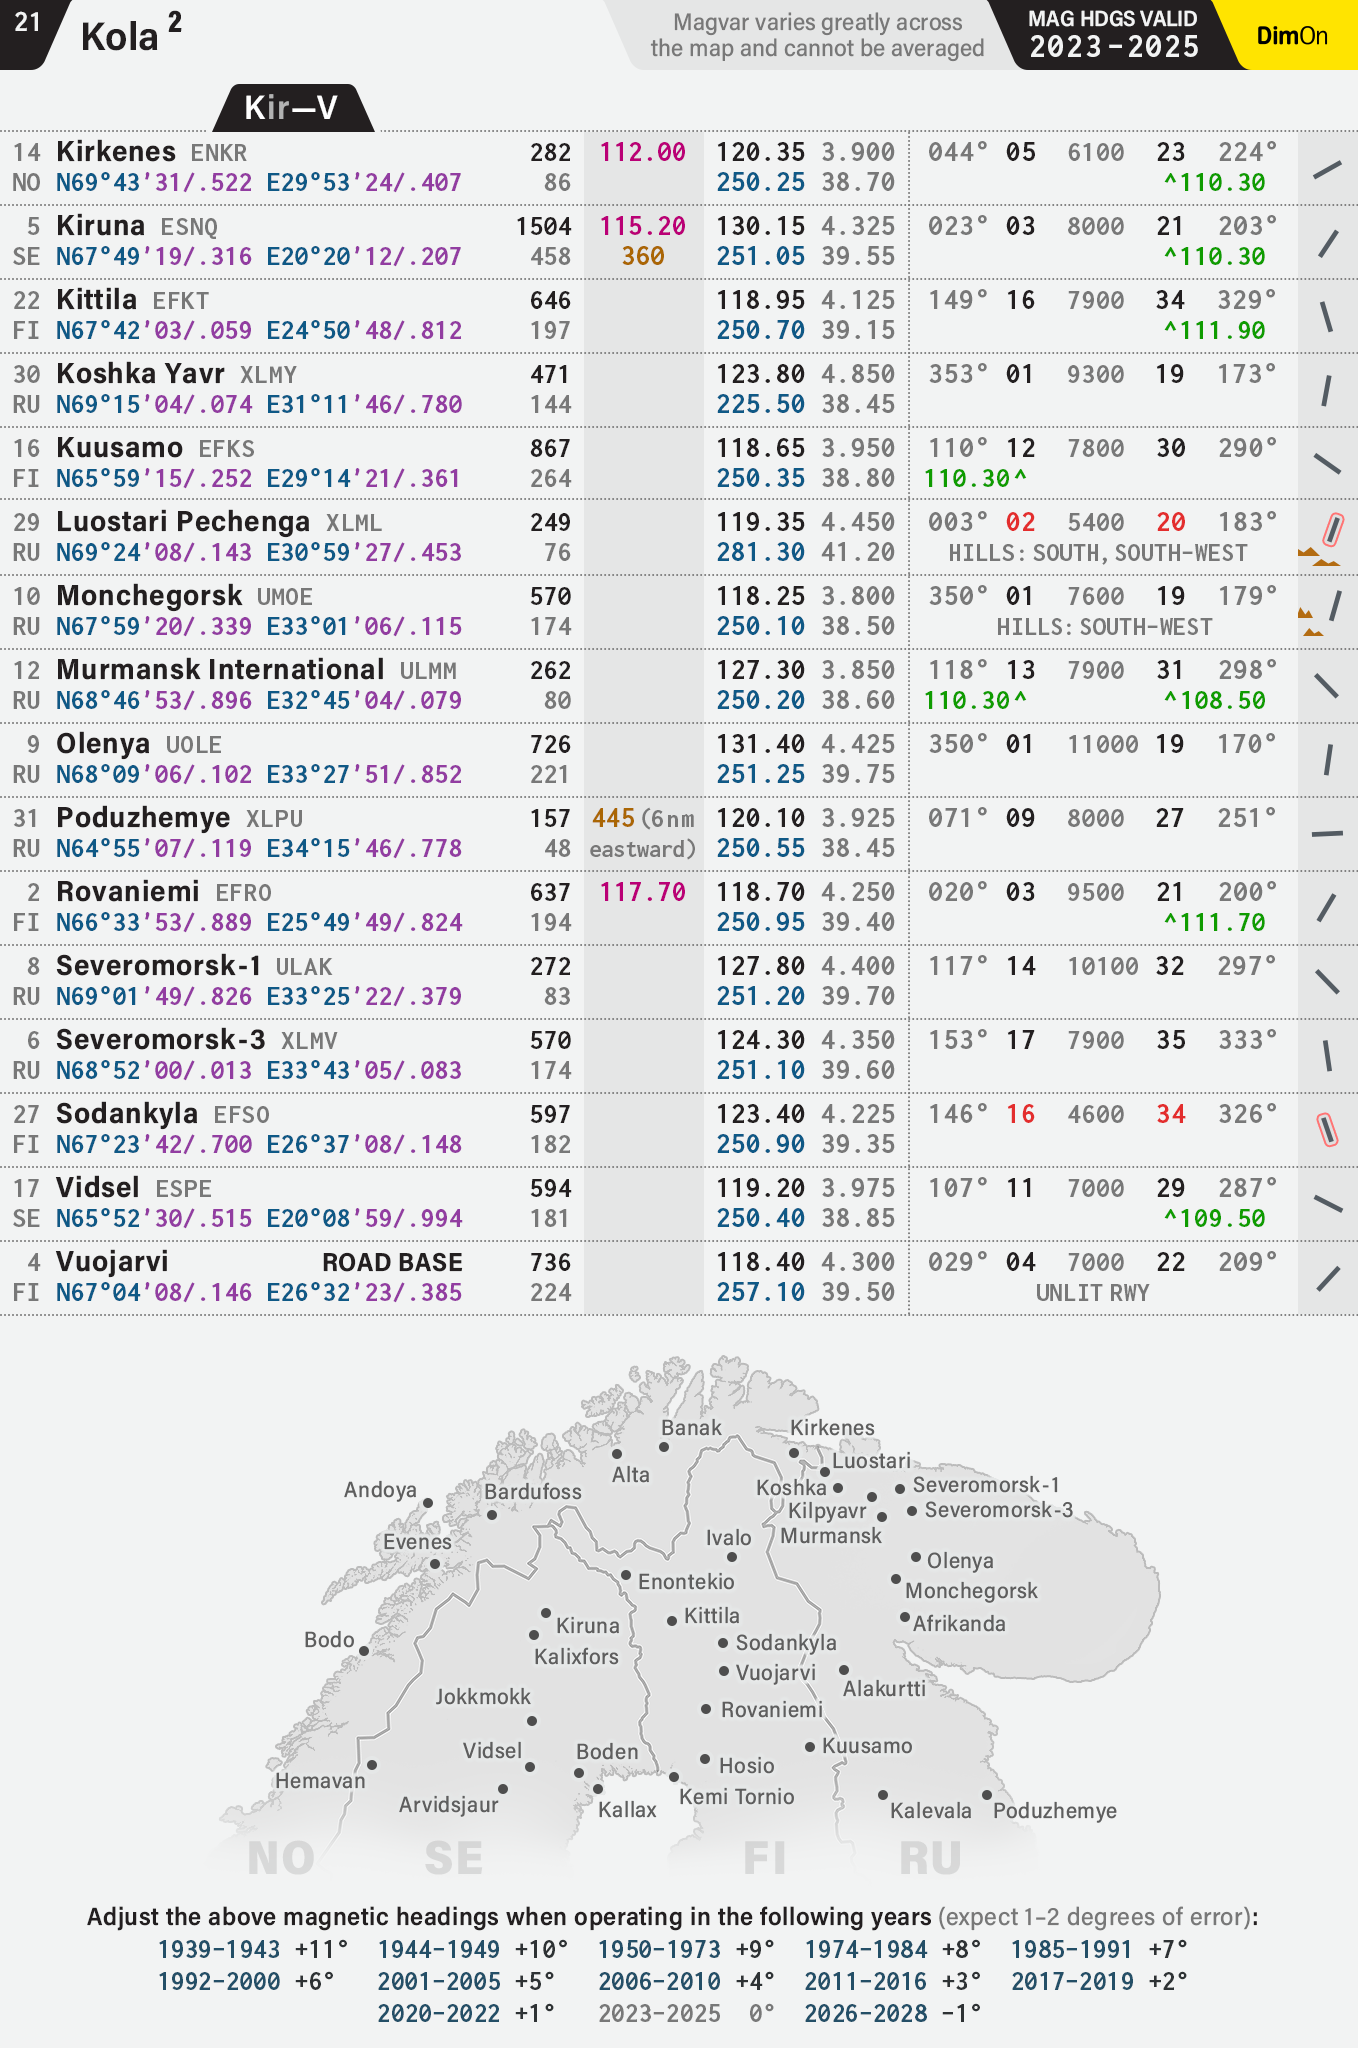 21 Kola 2 Magvar varies greatly across MAG HDGS VALID DimOn
the map and cannot be averaged 2023-2025
Kir—V
14 Kirkenes ENKR 282 112.00 120.35 3.900 044° 05 6100 23 224°
NO N69°43'31/.522 E29°53'24/.407 86 250.25 38.70 ^110.30
5 Kiruna ESNQ 1504 115.20 130.15 4.325 023° 03 8000 21 203°
SE N67°49'19/.316 E20°20'12/.207 458 360 251.05 39.55 ^110.30
22 Kittila EFKT 646 118.95 4.125 149° 16 7900 34 329°
FI N67°42'03/.059 E24°50'48/.812 197 250.70 39.15 ^111.90
30 Koshka Yavr XLMY 471 123.80 4.850 353° 01 9300 19 173°
RU N69°15'04/.074 E31°11'46/.780 144 225.50 38.45
16 Kuusamo EFKS 867 118.65 3.950 110° 12 7800 30 290°
FI N65°59'15/.252 E29°14'21/.361 264 250.35 38.80 110.30^
29 Luostari Pechenga XLML 249 119.35 4.450 003° 02 5400 20 183°
RU N69°24'08/.143 E30°59'27/.453 76 281.30 41.20 HILLS: SOUTH, SOUTH-WEST
10 Monchegorsk UMOE 570 118.25 3.800 350° 01 7600 19 179°
RU N67°59'20/.339 E33°01'06/.115 174 250.10 38.50 HILLS: SOUTH-WEST
12 Murmansk International ULMM 262 127.30 3.850 118° 13 7900 31 298°
RU N68°46'53/.896 E32°45'04/.079 80 250.20 38.60 110.30^ ^108.50
9 Olenya UOLE 726 131.40 4.425 350° 01 11000 19 170°
RU N68°09'06/.102 E33°27'51/.852 221 251.25 39.75
31 Poduzhemye XLPU 157 445 (6nm 120.10 3.925 071° 09 8000 27 251°
RU N64°55'07/.119 E34°15'46/.778 48 eastward) 250.55 38.45
2 Rovaniemi EFRO 637 117.70 118.70 4.250 020° 03 9500 21 200°
FI N66°33'53/.889 E25°49'49/.824 194 250.95 39.40 ^111.70
8 Severomorsk-1 ULAK 272 127.80 4.400 117° 14 10100 32 297°
RU N69°01'49/.826 E33°25'22/.379 83 251.20 39.70
6 Severomorsk-3 XLMV 570 124.30 4.350 153° 17 7900 35 333°
RU N68°52'00/.013 E33°43'05/.083 174 251.10 39.60
27 Sodankyla EFSO 597 123.40 4.225 146° 16 4600 34 326°
FI N67°23'42/.700 E26°37'08/.148 182 250.90 39.35
17 Vidsel ESPE 594 119.20 3.975 107° 11 7000 29 287°
SE N65°52'30/.515 E20°08'59/.994 181 250.40 38.85 ^109.50
4 Vuojarvi ROAD BASE 736 118.40 4.300 029° 04 7000 22 209°
FI N67°04'08/.146 E26°32'23/.385 224 257.10 39.50 UNLIT RWY
Banak
Kirkenes
Luostari
Alta
Koshka
Severomorsk-1
Andoya
Bardufoss
Kilpyavr
Severomorsk-3
Evenes
Ivalo
Murmansk
Olenya
Enontekio
Monchegorsk
Kiruna
Kittila
Afrikanda
Bodo
Kalixfors
Sodankyla
Vuojarvi
Alakurtti
Jokkmokk
Rovaniemi
Vidsel
Boden
Kuusamo
Hosio
Hemavan
Arvidsjaur
Kallax
Kemi Tornio
Kalevala
Poduzhemye
NO SE FI RU
Adjust the above magnetic headings when operating in the following years (expect 1-2 degrees of error):
1939-1943 +11° 1944-1949 +10° 1950-1973 +9° 1974-1984 +8° 1985-1991 +7°
1992-2000 +6° 2001-2005 +5° 2006-2010 +4° 2011-2016 +3° 2017-2019 +2°
2020-2022 +1° 2023-2025 0° 2026-2028 -1°